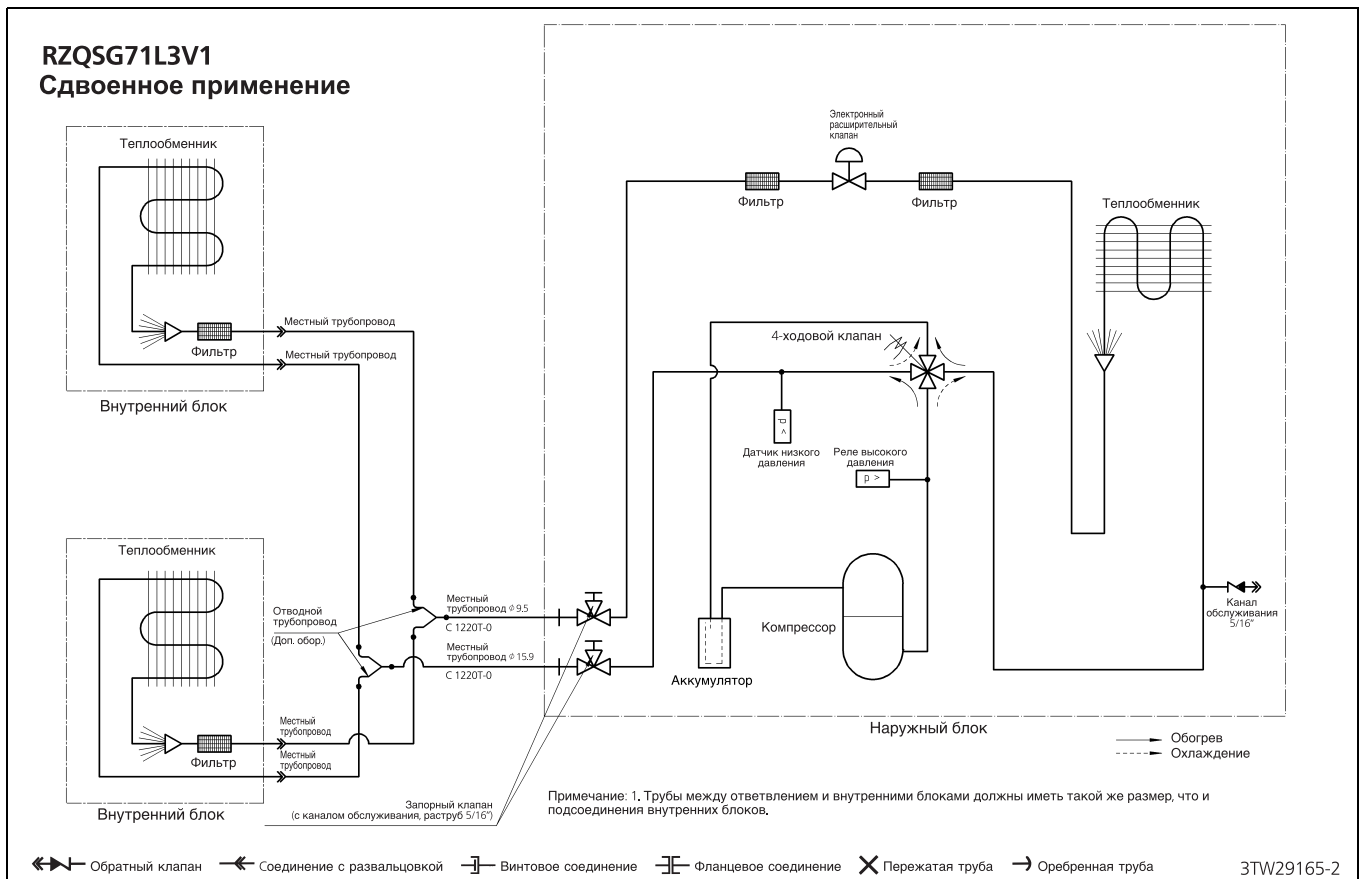 RZQSG71L3V1
Сдвоенное применение
Теплообменник
Фильтр
Местный трубопровод
Местный трубопровод
Внутренний блок
Электронный
расширительный
клапан
Фильтр
Фильтр
Теплообменник
4-ходовой клапан
p <
Датчик низкого
давления
Реле высокого
давления
p >
Теплообменник
Отводной
трубопровод
(Доп. обор.)
Местный
трубопровод φ 9.5
C 1220T-0
Местный
трубопровод φ 15.9
C 1220T-0
Компрессор
Аккумулятор
Канал
обслуживания
5/16"
Местный
трубопровод
Местный
трубопровод
Фильтр
Внутренний блок
Наружный блок
Обогрев
Охлаждение
Запорный клапан
(с каналом обслуживания, раструб 5/16")
Примечание: 1. Трубы между ответвлением и внутренними блоками должны иметь такой же размер, что и
подсоединения внутренних блоков.
Обратный клапан Соединение с развальцовкой Винтовое соединение Фланцевое соединение Пережатая труба Оребренная труба
3TW29165-2